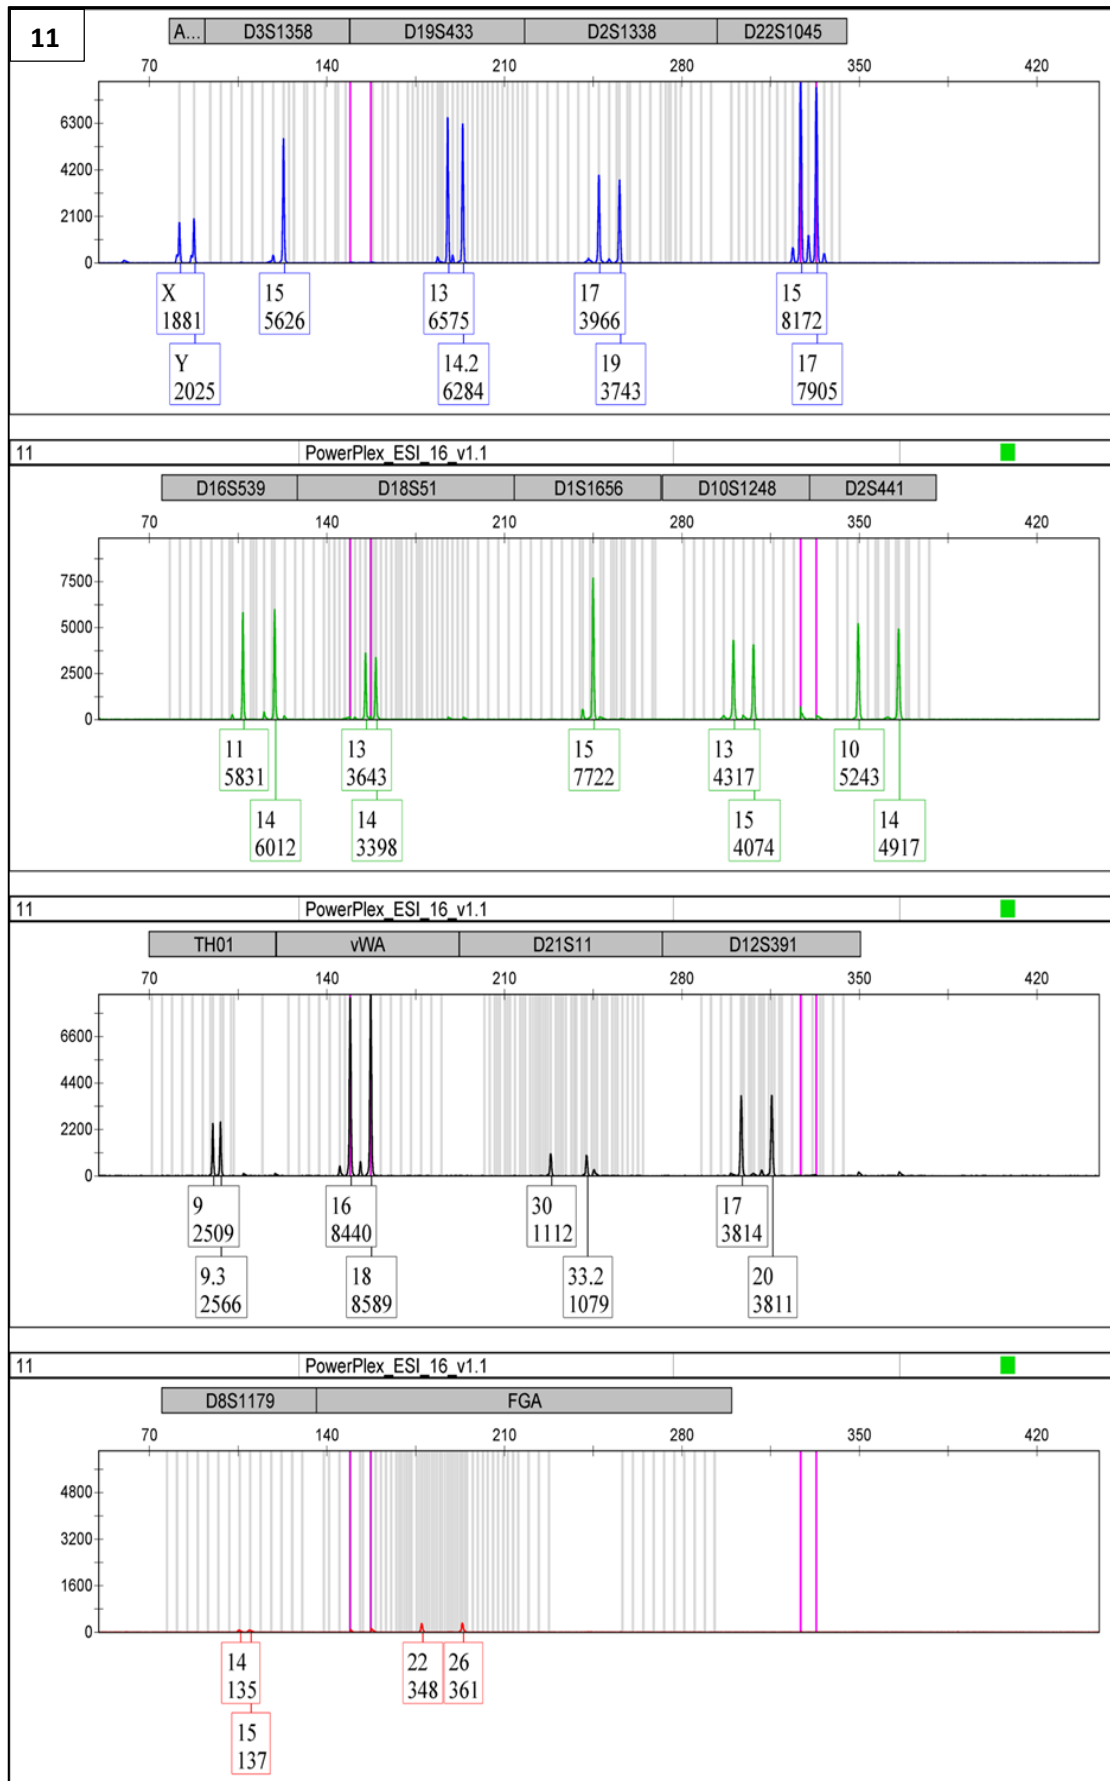 11
A... D3S1358 D19S433 D2S1338 D22S1045
70 140 210 280 350 420
6300
4200
2100
0
X 15 13 17 15
1881 5626 6575 3966 8172
Y 14.2 19 17
2025 6284 3743 7905
11 PowerPlex_ESI_16_v1.1
D16S539 D18S51 D1S1656 D10S1248 D2S441
70 140 210 280 350 420
7500
5000
2500
0
11 13 15 13 10
5831 3643 7722 4317 5243
14 14 15 14
6012 3398 4074 4917
11 PowerPlex_ESI_16_v1.1
TH01 vWA D21S11 D12S391
70 140 210 280 350 420
6600
4400
2200
0
9 16 30 17
2509 8440 1112 3814
9.3 18 33.2 20
2566 8589 1079 3811
11 PowerPlex_ESI_16_v1.1
D8S1179 FGA
70 140 210 280 350 420
4800
3200
1600
0
14 22 26
135 348 361
15
137